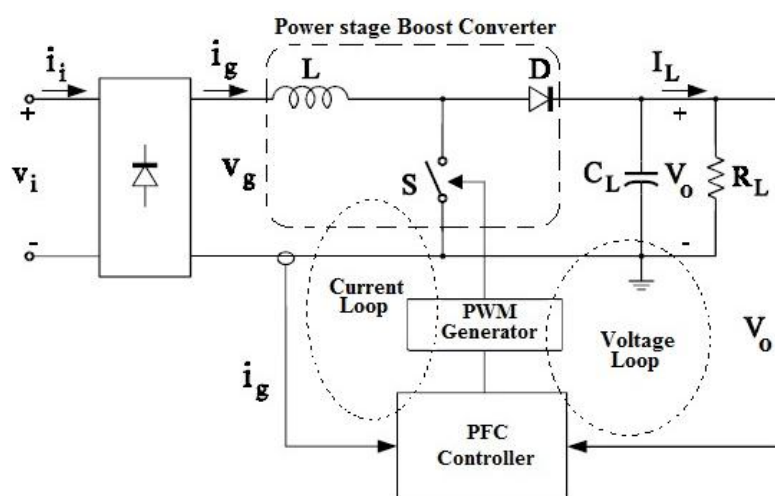 Power stage Boost Converter
i_i
i_g
L
D
I_L
+
+
v_i
v_g
S
C_L
V_o
R_L
-
-
Current
Loop
PWM
Generator
Voltage
Loop
V_o
i_g
PFC
Controller